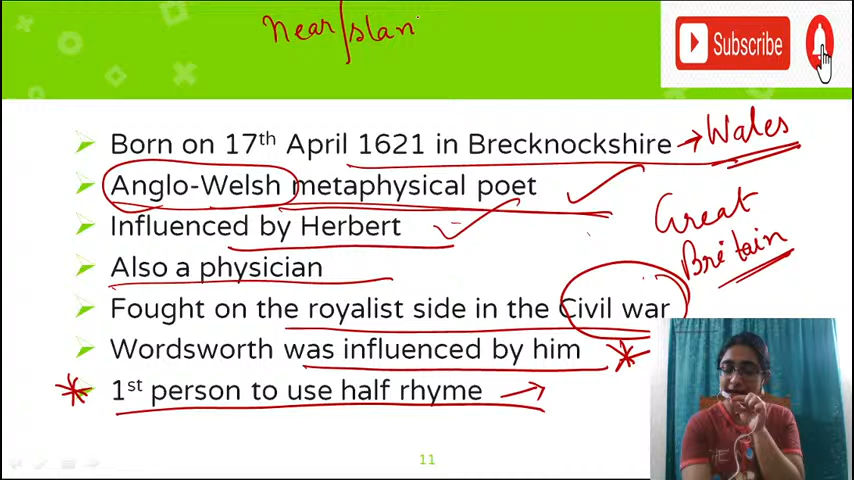 Near/slan
Subscribe
Born on 17th April 1621 in Brecknockshire → Wales
Anglo-Welsh metaphysical poet
Great
Britain
Influenced by Herbert
Also a physician
Fought on the royalist side in the Civil war
Wordsworth was influenced by him
1st person to use half rhyme →
11